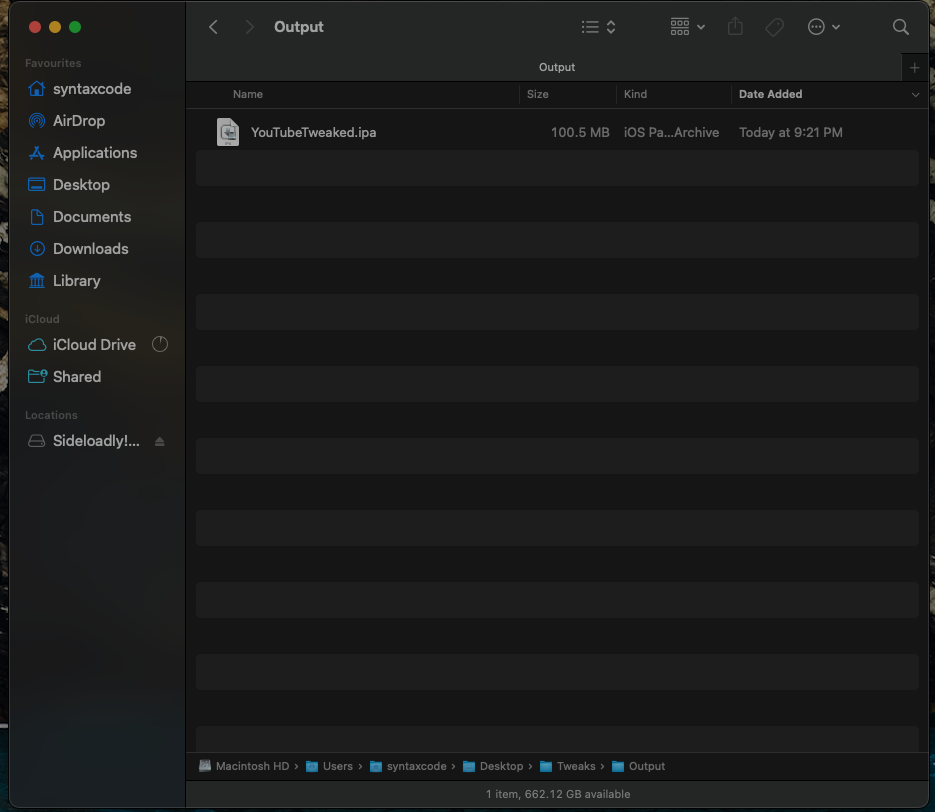 Output
Favourites
syntaxcode
AirDrop
Applications
Desktop
Documents
Downloads
Library
iCloud
iCloud Drive
Shared
Locations
Sideloadly!...
Output
Name Size Kind Date Added
YouTubeTweaked.ipa 100.5 MB iOS Pa...Archive Today at 9:21 PM
Macintosh HD › Users › syntaxcode › Desktop › Tweaks › Output
1 item, 662.12 GB available